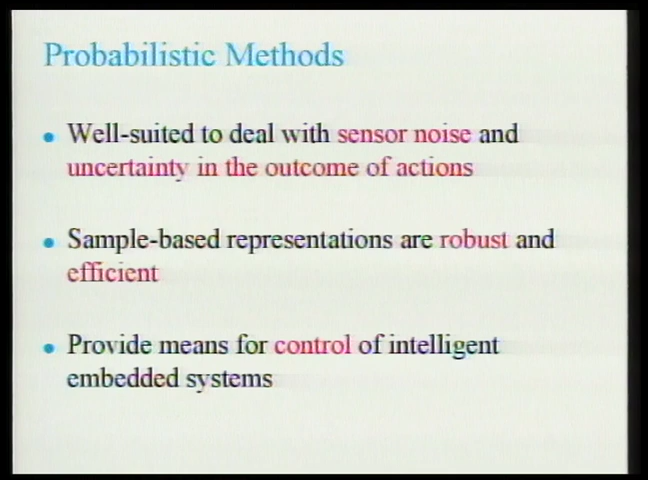 Probabilistic Methods
Well-suited to deal with sensor noise and
uncertainty in the outcome of actions
Sample-based representations are robust and
efficient
Provide means for control of intelligent
embedded systems